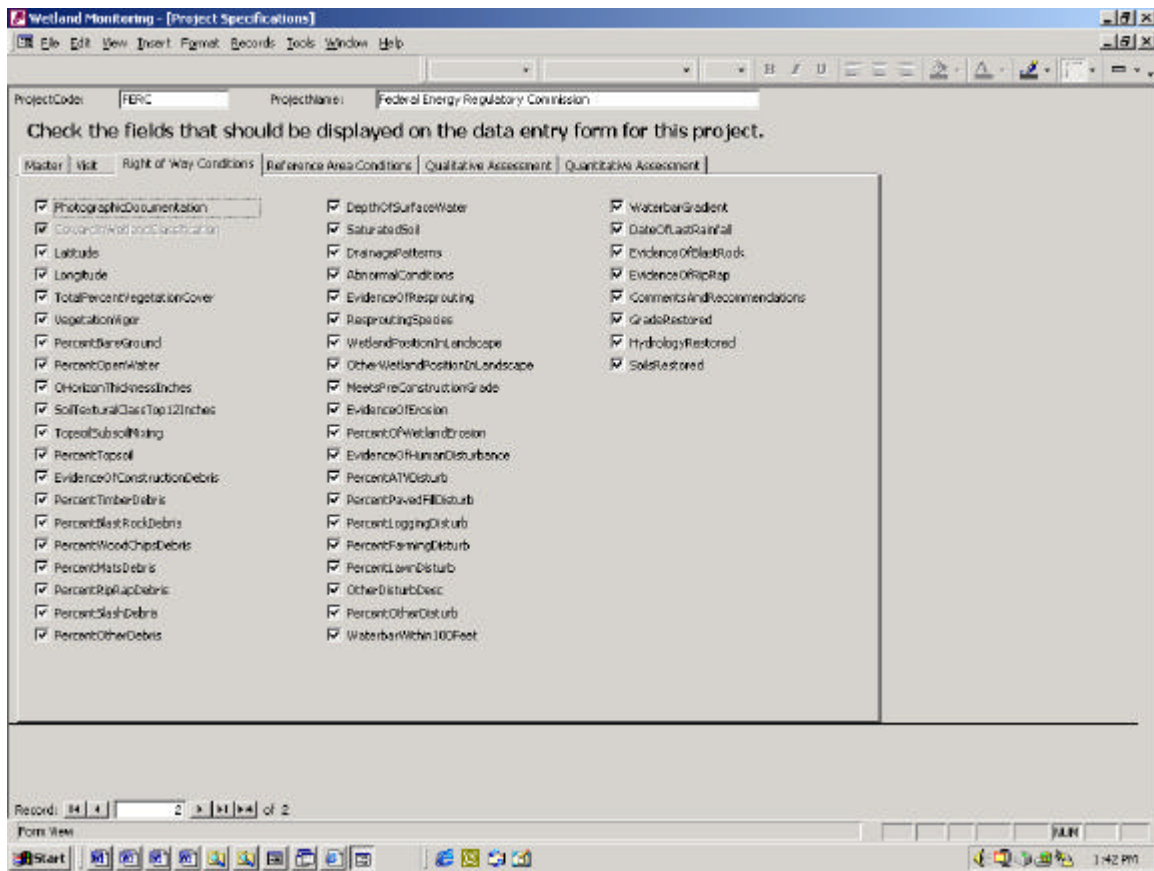 Wetland Monitoring - [Project Specifications]
File Edit View Insert Format Records Tools Window Help
B I U A
ProjectCode: FERC ProjectName: Federal Energy Regulatory Commission
Check the fields that should be displayed on the data entry form for this project.
Master Visit Right of Way Conditions Reference Area Conditions Qualitative Assessment Quantitative Assessment
PhotographicDocumentation
CowardinWetlandClassification
Latitude
Longitude
TotalPercentVegetationCover
VegetationVigor
PercentBareGround
PercentOpenWater
OHorizonThicknessInches
SoilTexturalClassTop12Inches
TopsoilSubsoilMixing
PercentTopsoil
EvidenceOfConstructionDebris
PercentTimberDebris
PercentBlastRockDebris
PercentWoodChipsDebris
PercentMatsDebris
PercentRipRapDebris
PercentSlashDebris
PercentOtherDebris
DepthOfSurfaceWater
SaturatedSoil
DrainagePatterns
AbnormalConditions
EvidenceOfResprouting
ResproutingSpecies
WetlandPositionInLandscape
OtherWetlandPositionInLandscape
MeetsPreConstructionGrade
EvidenceOfErosion
PercentOfWetlandErosion
EvidenceOfHumanDisturbance
PercentATVDisturb
PercentPavedFillDisturb
PercentLoggingDisturb
PercentFarmingDisturb
PercentLawnDisturb
OtherDisturbDesc
PercentOtherDisturb
WaterbarWithin100Feet
WaterbarGradient
DateOfLastRainfall
EvidenceOfBlastRock
EvidenceOfRipRap
CommentsAndRecommendations
GradeRestored
HydrologyRestored
SoilsRestored
Record: 2 of 2
Form View NUM
Start 1:42 PM